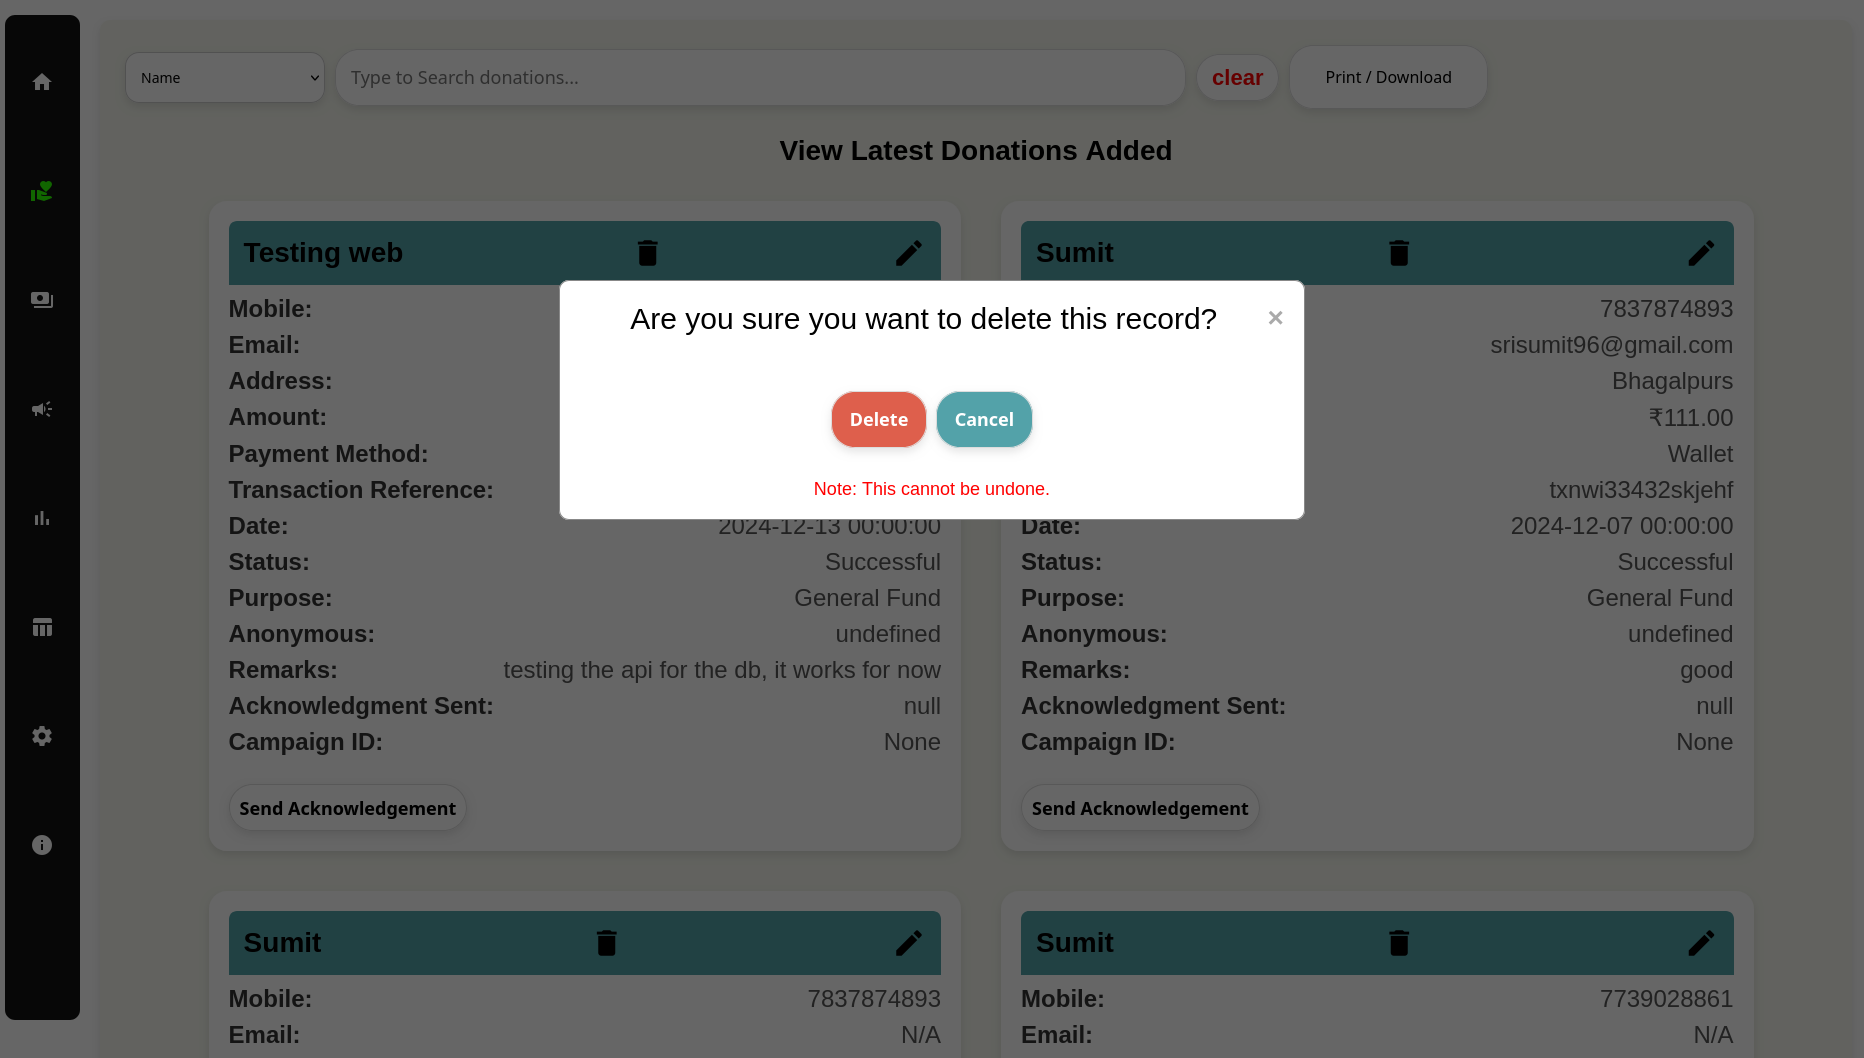 Name
Type to Search donations...
clear
Print / Download
View Latest Donations Added
Testing web
Mobile:
Email:
Address:
Amount:
Payment Method:
Transaction Reference:
Date: 2024-12-13 00:00:00
Status: Successful
Purpose: General Fund
Anonymous: undefined
Remarks: testing the api for the db, it works for now
Acknowledgment Sent: null
Campaign ID: None
Send Acknowledgement
Sumit
7837874893
srisumit96@gmail.com
Bhagalpurs
₹111.00
Wallet
txnwi33432skjehf
Date: 2024-12-07 00:00:00
Status: Successful
Purpose: General Fund
Anonymous: undefined
Remarks: good
Acknowledgment Sent: null
Campaign ID: None
Send Acknowledgement
Are you sure you want to delete this record? ×
Delete Cancel
Note: This cannot be undone.
Sumit
Mobile: 7837874893
Email: N/A
Sumit
Mobile: 7739028861
Email: N/A